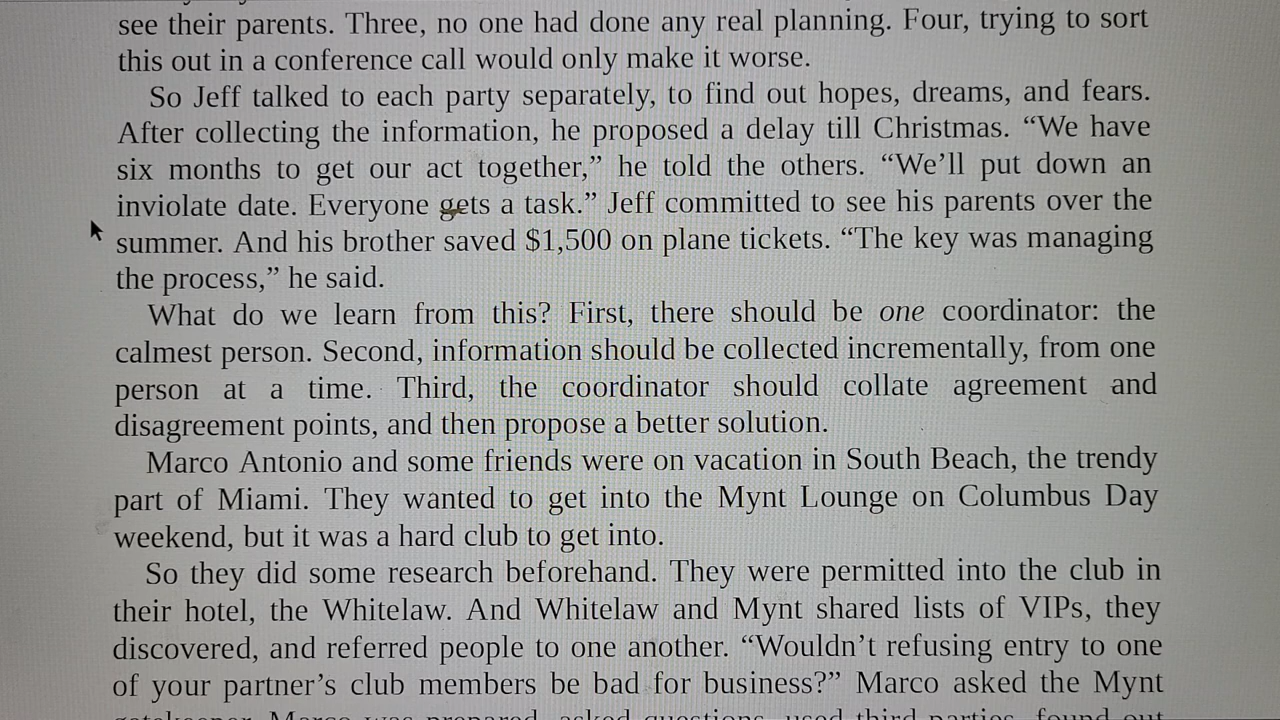 see their parents. Three, no one had done any real planning. Four, trying to sort
this out in a conference call would only make it worse.
So Jeff talked to each party separately, to find out hopes, dreams, and fears.
After collecting the information, he proposed a delay till Christmas. “We have
six months to get our act together,” he told the others. “We’ll put down an
inviolate date. Everyone gets a task.” Jeff committed to see his parents over the
summer. And his brother saved $1,500 on plane tickets. “The key was managing
the process,” he said.
What do we learn from this? First, there should be one coordinator: the
calmest person. Second, information should be collected incrementally, from one
person at a time. Third, the coordinator should collate agreement and
disagreement points, and then propose a better solution.
Marco Antonio and some friends were on vacation in South Beach, the trendy
part of Miami. They wanted to get into the Mynt Lounge on Columbus Day
weekend, but it was a hard club to get into.
So they did some research beforehand. They were permitted into the club in
their hotel, the Whitelaw. And Whitelaw and Mynt shared lists of VIPs, they
discovered, and referred people to one another. “Wouldn’t refusing entry to one
of your partner’s club members be bad for business?” Marco asked the Mynt